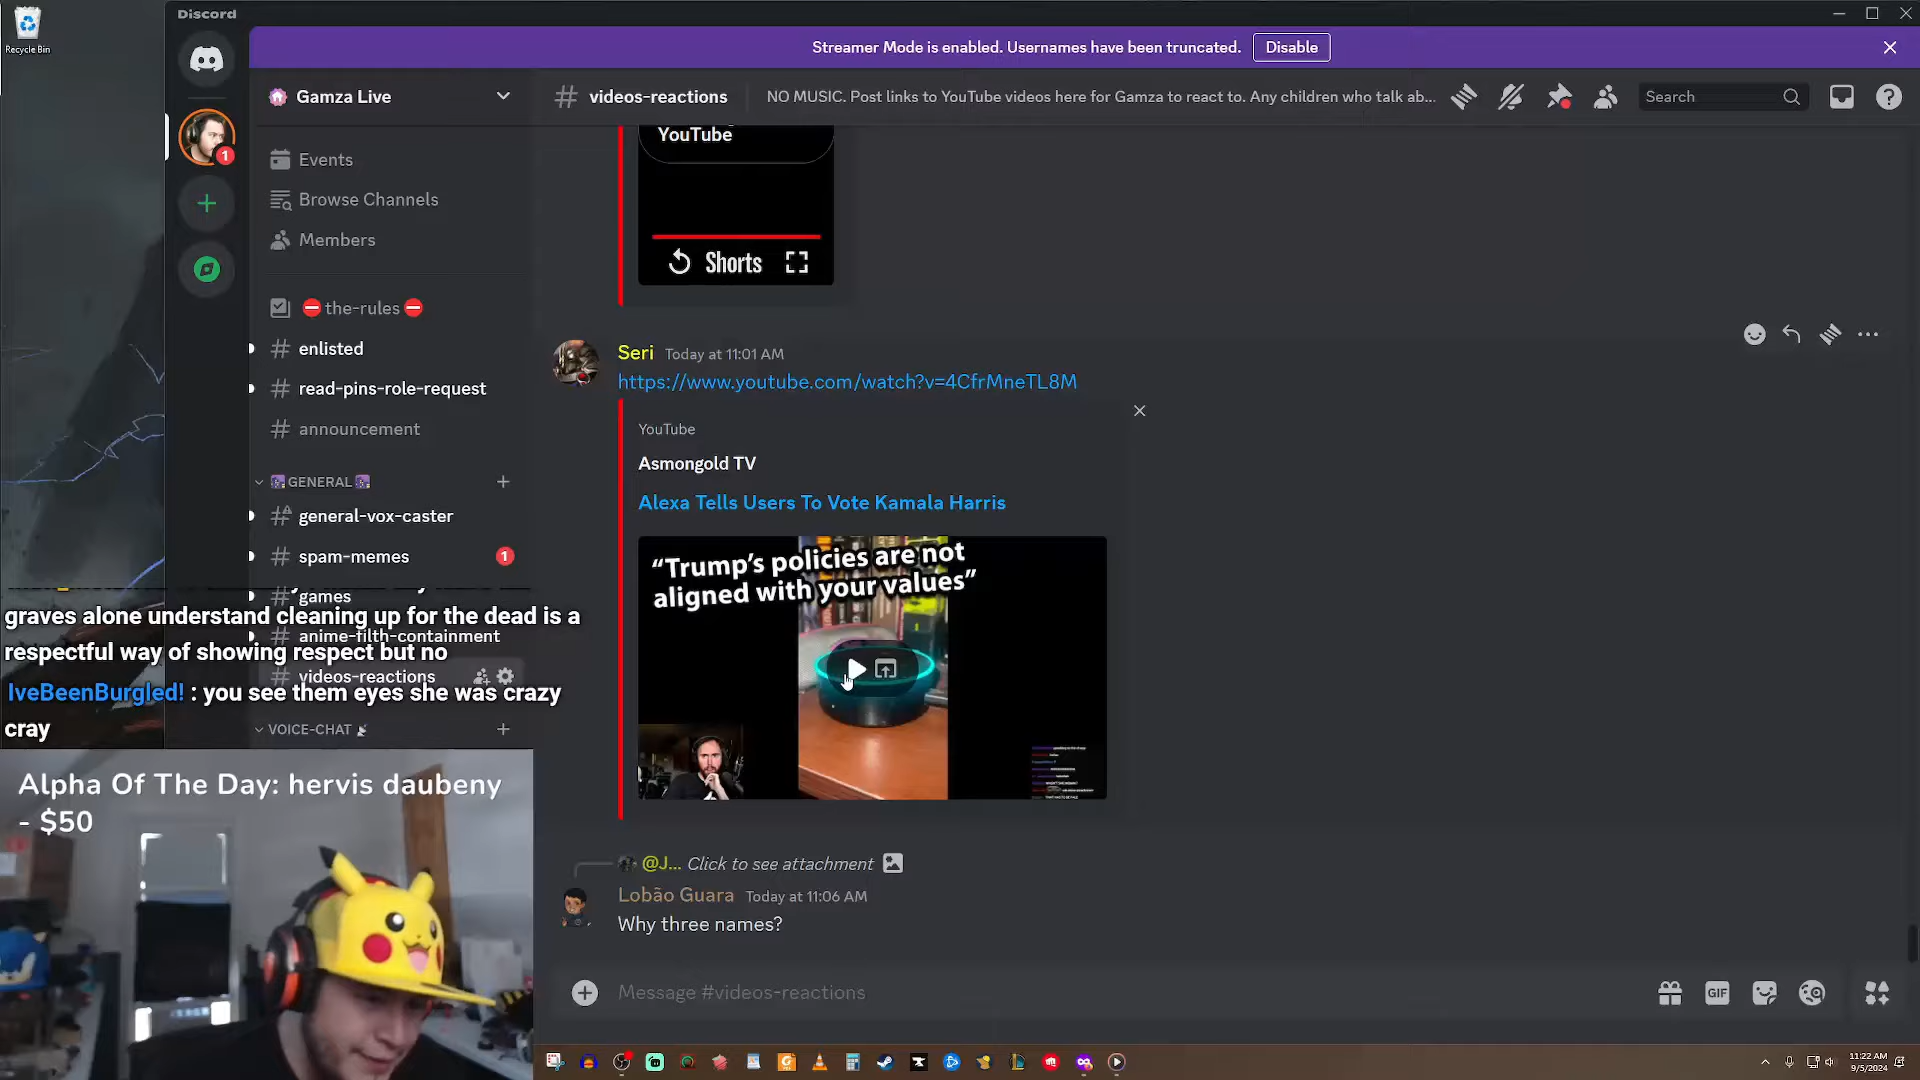 Discord
Recycle Bin
Streamer Mode is enabled. Usernames have been truncated.
Disable
Gamza Live
videos-reactions
NO MUSIC. Post links to YouTube videos here for Gamza to react to. Any children who talk ab...
Search
1
Events
Browse Channels
Members
the-rules
enlisted
read-pins-role-request
announcement
GENERAL
general-vox-caster
spam-memes
1
games
anime-filth-containment
videos-reactions
VOICE-CHAT
graves alone understand cleaning up for the dead is a
respectful way of showing respect but no
IveBeenBurgled! : you see them eyes she was crazy
cray
Alpha Of The Day: hervis daubeny
- $50
YouTube
Shorts
Seri Today at 11:01 AM
https://www.youtube.com/watch?v=4CfrMneTL8M
YouTube
Asmongold TV
Alexa Tells Users To Vote Kamala Harris
“Trump’s policies are not
aligned with your values”
@J... Click to see attachment
Lobão Guara Today at 11:06 AM
Why three names?
Message #videos-reactions
GIF
11:22 AM
9/5/2024